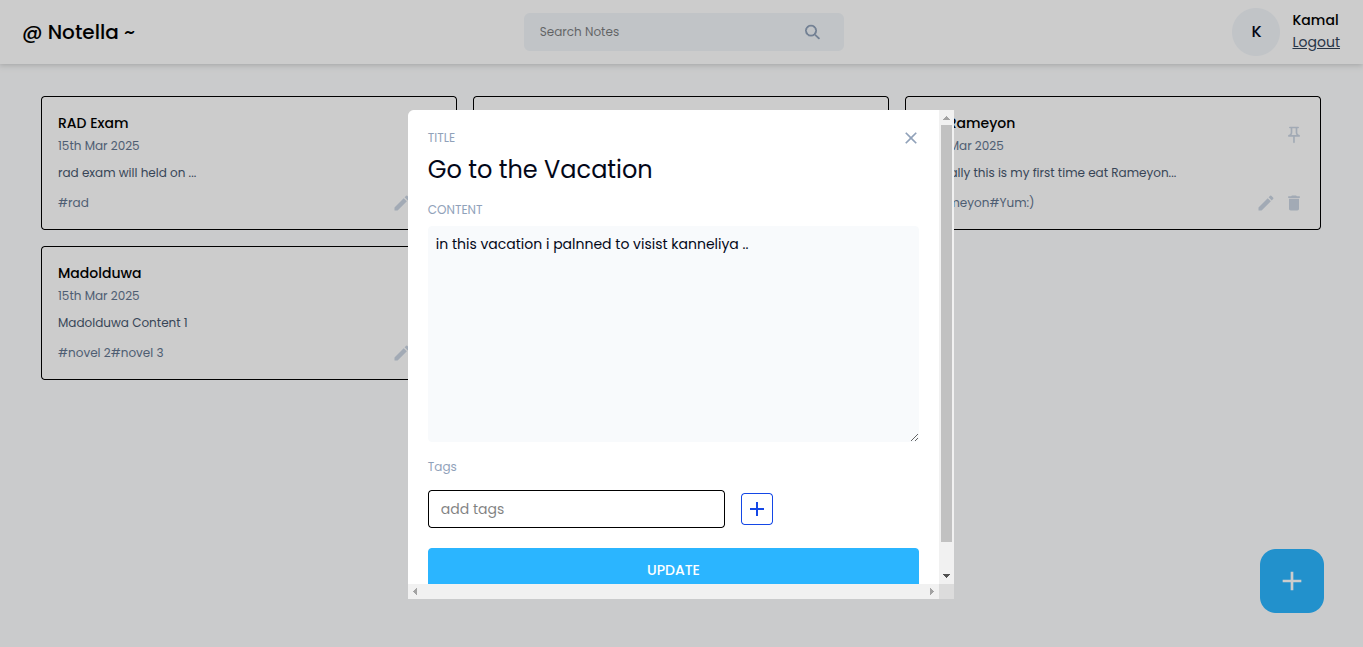 @ Notella ~
Search Notes
K
Kamal
Logout
RAD Exam
15th Mar 2025
rad exam will held on ...
#rad
Rameyon
Mar 2025
ally this is my first time eat Rameyon...
neyon#Yum:)
Madolduwa
15th Mar 2025
Madolduwa Content 1
#novel 2#novel 3
TITLE
Go to the Vacation
CONTENT
in this vacation i palnned to visist kanneliya ..
Tags
add tags
UPDATE